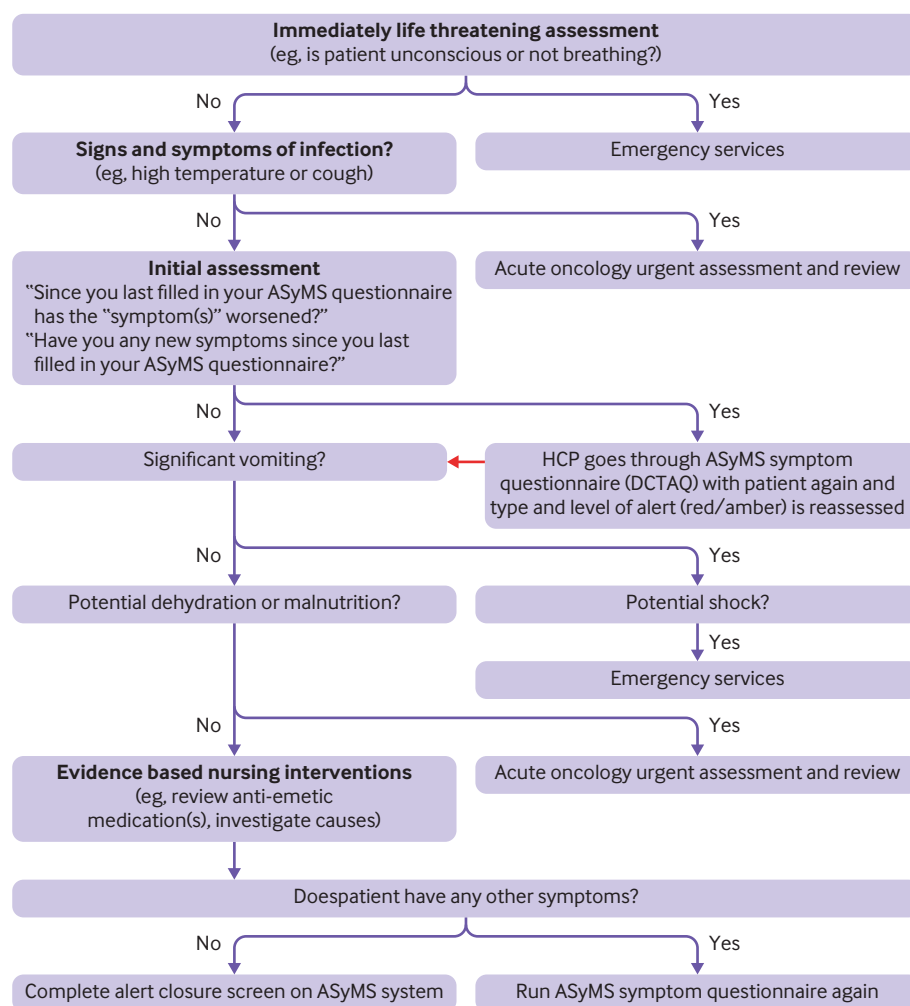 Immediately life threatening assessment
(eg, is patient unconscious or not breathing?)
No
Yes
Signs and symptoms of infection?
(eg, high temperature or cough)
Emergency services
No
Yes
Initial assessment
“Since you last filled in your ASyMS questionnaire
has the “symptom(s)” worsened?”
“Have you any new symptoms since you last
filled in your ASyMS questionnaire?”
Acute oncology urgent assessment and review
No
Yes
Significant vomiting?
HCP goes through ASyMS symptom
questionnaire (DCTAQ) with patient again and
type and level of alert (red/amber) is reassessed
No
Yes
Potential dehydration or malnutrition?
Potential shock?
Yes
Emergency services
No
Yes
Evidence based nursing interventions
(eg, review anti-emetic
medication(s), investigate causes)
Acute oncology urgent assessment and review
Doespatient have any other symptoms?
No
Yes
Complete alert closure screen on ASyMS system
Run ASyMS symptom questionnaire again